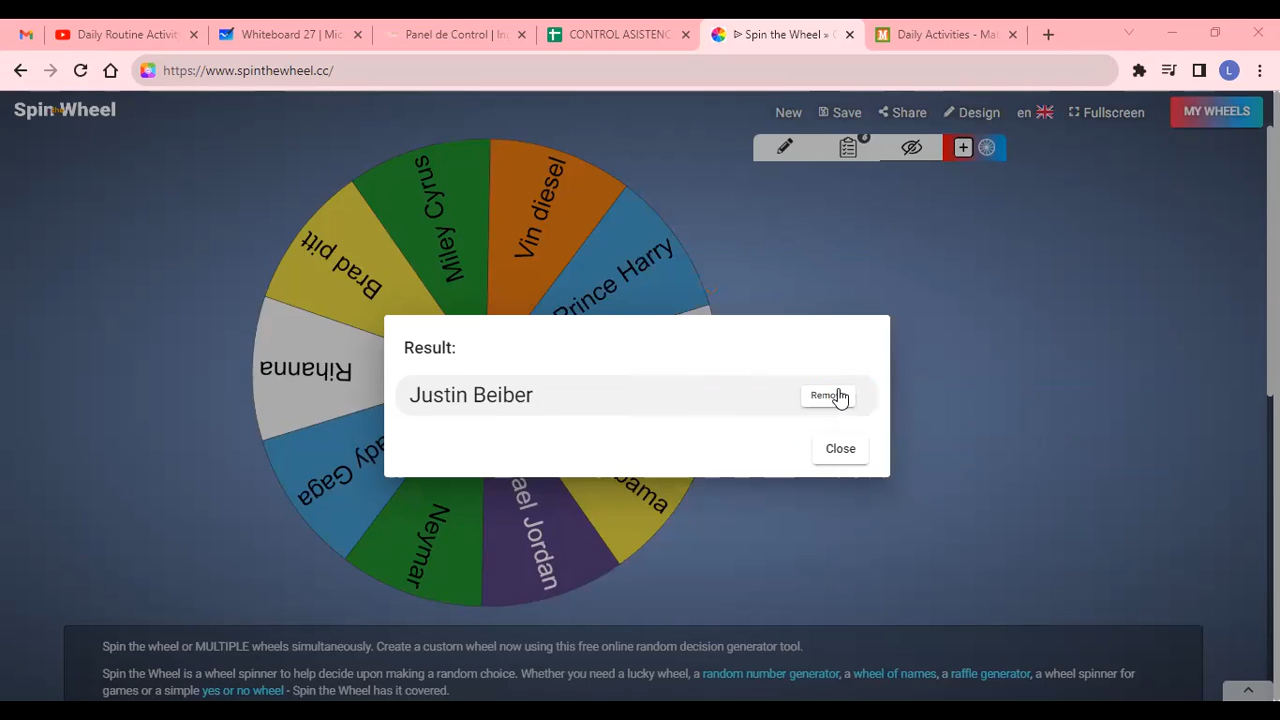 Daily Routine Activit
Whiteboard 27 | Mic
Panel de Control | In
CONTROL ASISTENC
Spin the Wheel »
Daily Activities - Ma
https://www.spinthewheel.cc/
L
Spin the Wheel
New
Save
Share
Design
en
Fullscreen
MY WHEELS
Miley Cyrus
Vin diesel
Brad pitt
Prince Harry
Rihanna
Result:
Justin Beiber
Close
Gaga
Neymar
Jordan
Spin the wheel or MULTIPLE wheels simultaneously. Create a custom wheel now using this free online random decision generator tool.
Spin the Wheel is a wheel spinner to help decide upon making a random choice. Whether you need a lucky wheel, a random number generator, a wheel of names, a raffle generator, a wheel spinner for
games or a simple yes or no wheel - Spin the Wheel has it covered.